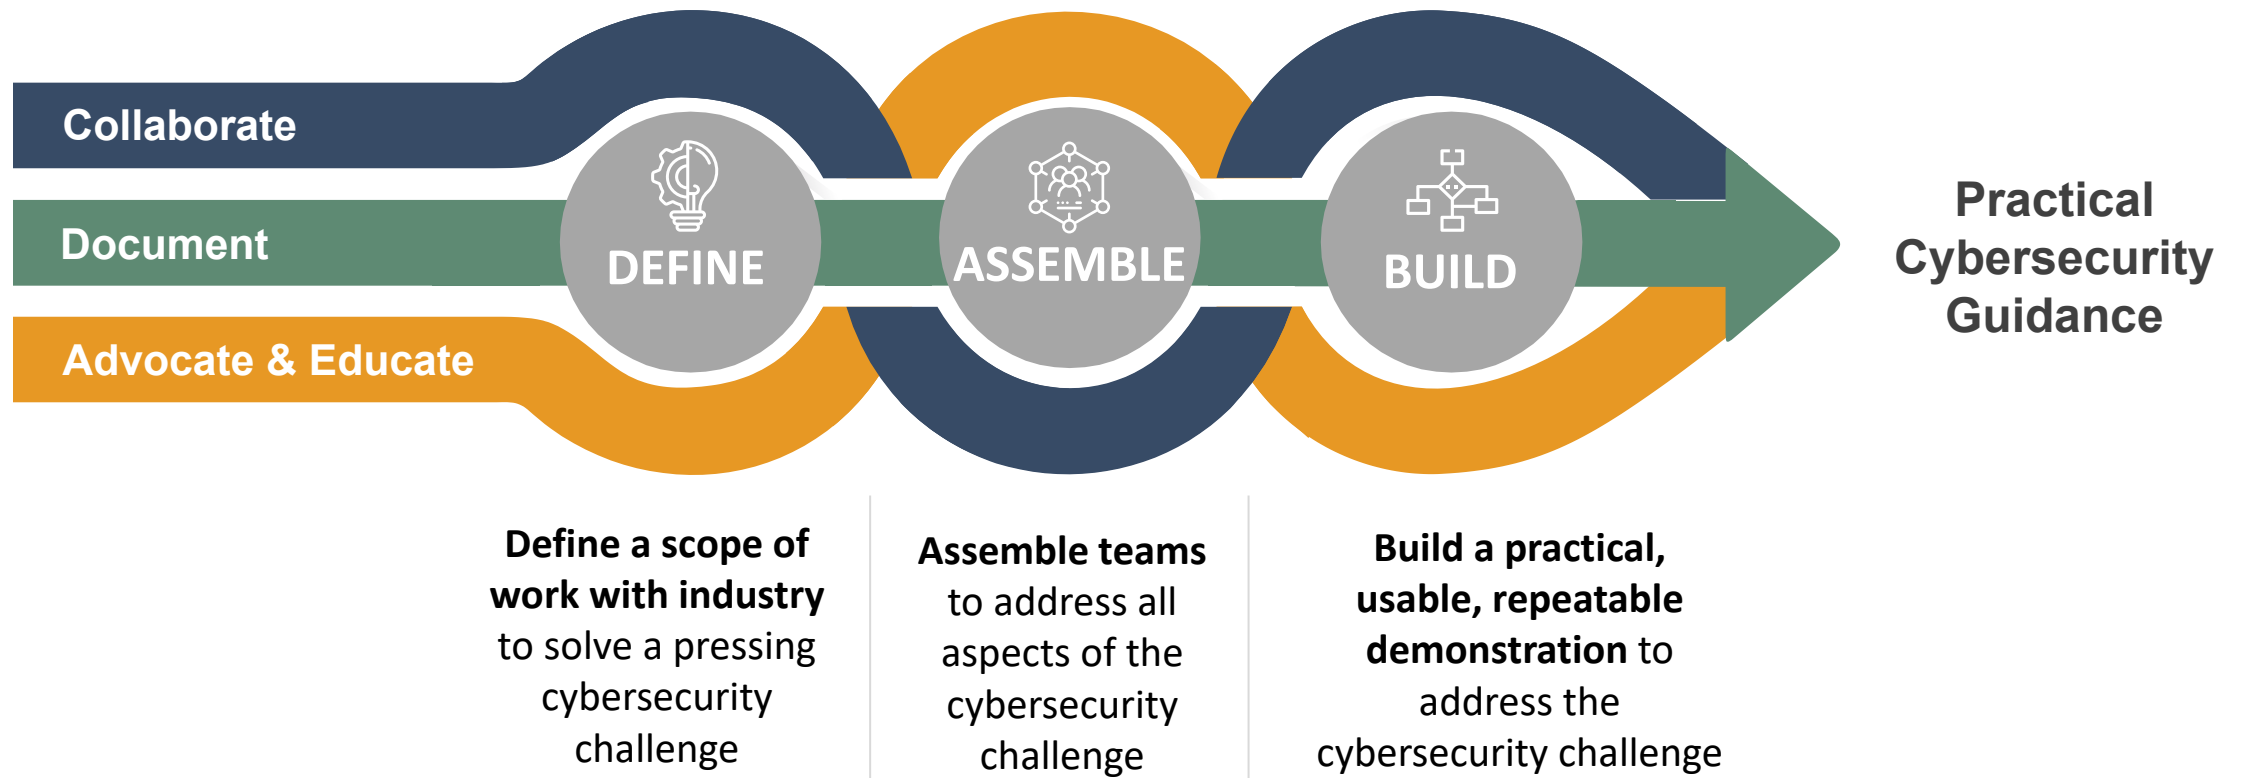 Collaborate
Document
Advocate & Educate
DEFINE
ASSEMBLE
BUILD
Practical
Cybersecurity
Guidance
Define a scope of
work with industry
to solve a pressing
cybersecurity
challenge
Assemble teams
to address all
aspects of the
cybersecurity
challenge
Build a practical,
usable, repeatable
demonstration to
address the
cybersecurity challenge